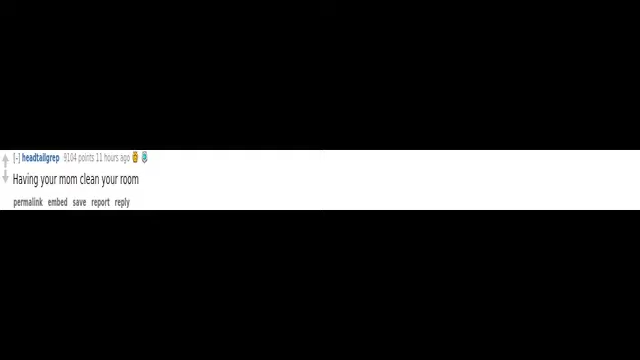 [-] headtailgrep 9104 points 11 hours ago
Having your mom clean your room
permalink embed save report reply